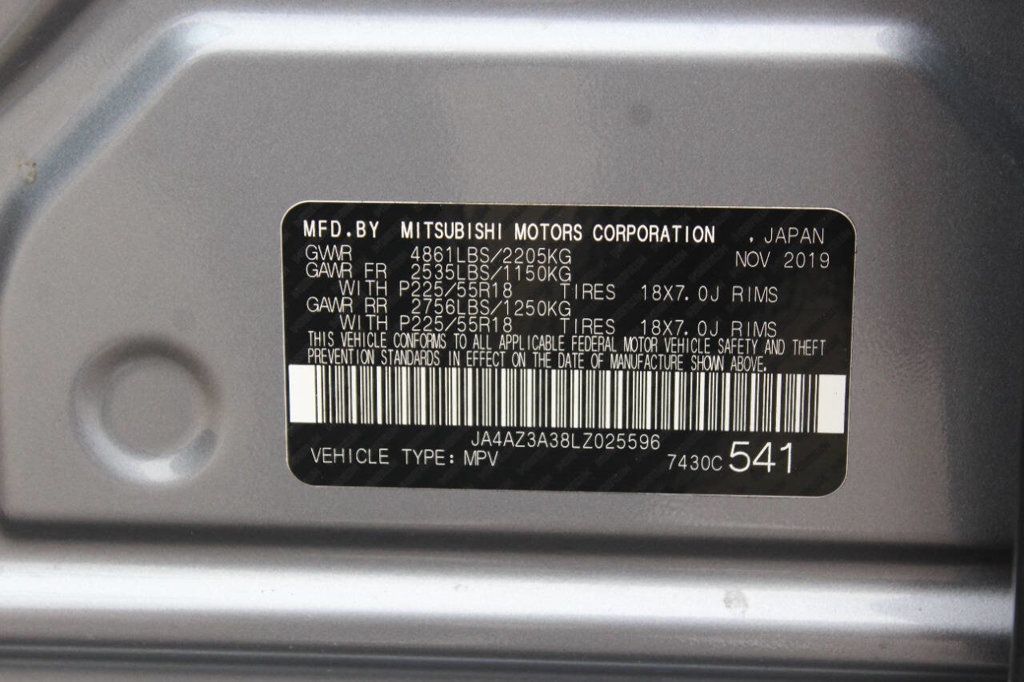 MFD.BY MITSUBISHI MOTORS CORPORATION , JAPAN
GVWR 4861LBS/2205KG NOV 2019
GAWR FR 2535LBS/1150KG
WITH P225/55R18 TIRES 18X7.0J RIMS
GAWR RR 2756LBS/1250KG
WITH P225/55R18 TIRES 18X7.0J RIMS
THIS VEHICLE CONFORMS TO ALL APPLICABLE FEDERAL MOTOR VEHICLE SAFETY AND THEFT
PREVENTION STANDARDS IN EFFECT ON THE DATE OF MANUFACTURE SHOWN ABOVE.
JA4AZ3A38LZ025596
VEHICLE TYPE: MPV 7430C 541